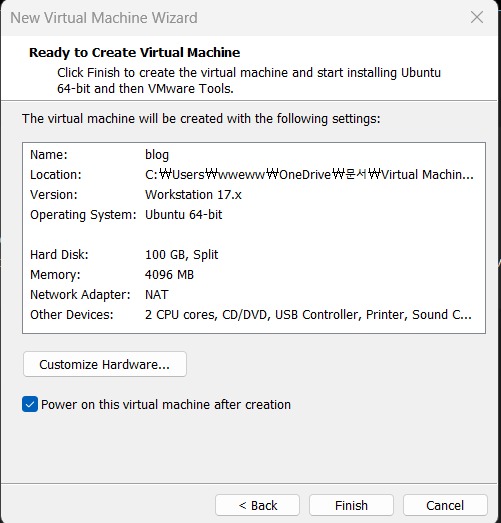 New Virtual Machine Wizard
Ready to Create Virtual Machine
Click Finish to create the virtual machine and start installing Ubuntu
64-bit and then VMware Tools.
The virtual machine will be created with the following settings:
Name: blog
Location: C:₩Users₩wweww₩OneDrive₩문서₩Virtual Machin...
Version: Workstation 17.x
Operating System: Ubuntu 64-bit
Hard Disk: 100 GB, Split
Memory: 4096 MB
Network Adapter: NAT
Other Devices: 2 CPU cores, CD/DVD, USB Controller, Printer, Sound C...
Customize Hardware...
Power on this virtual machine after creation
< Back Finish Cancel